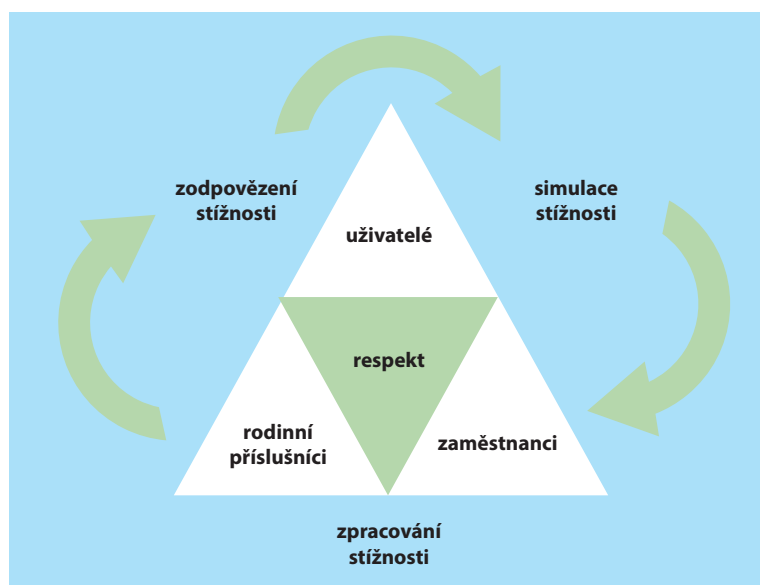 zodpovězení
stížnosti
simulace
stížnosti
uživatelé
respekt
rodinní
příslušníci
zaměstnanci
zpracování
stížnosti